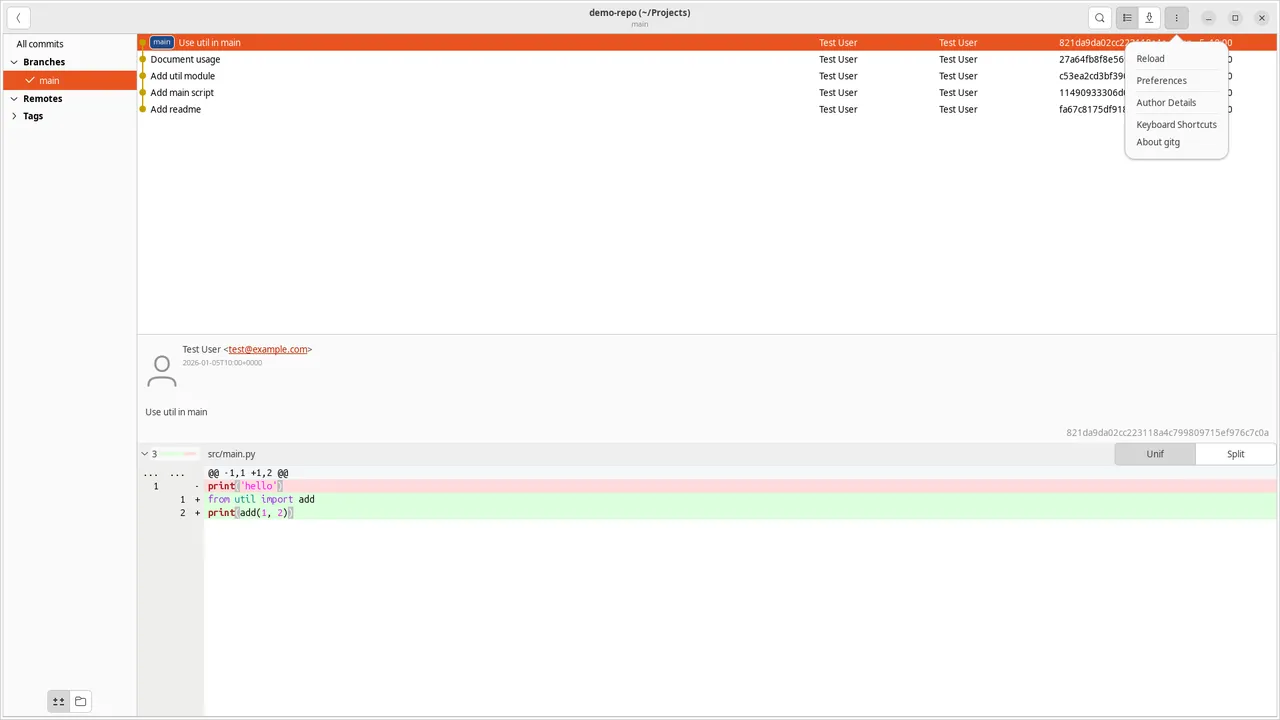 demo-repo (~/Projects)
main
All commits
Branches
main
Remotes
Tags
main Use util in main Test User Test User
Document usage Test User Test User
Add util module Test User Test User
Add main script Test User Test User
Add readme Test User Test User
Reload
Preferences
Author Details
Keyboard Shortcuts
About gitg
Test User <test@example.com>
2026-01-05T10:00+0000
Use util in main
821da9da02cc223118a4c799809715ef976c7c0a
3 src/main.py Unif Split
... ... @@ -1,1 +1,2 @@
1 - print('hello')
1 + from util import add
2 + print(add(1, 2))